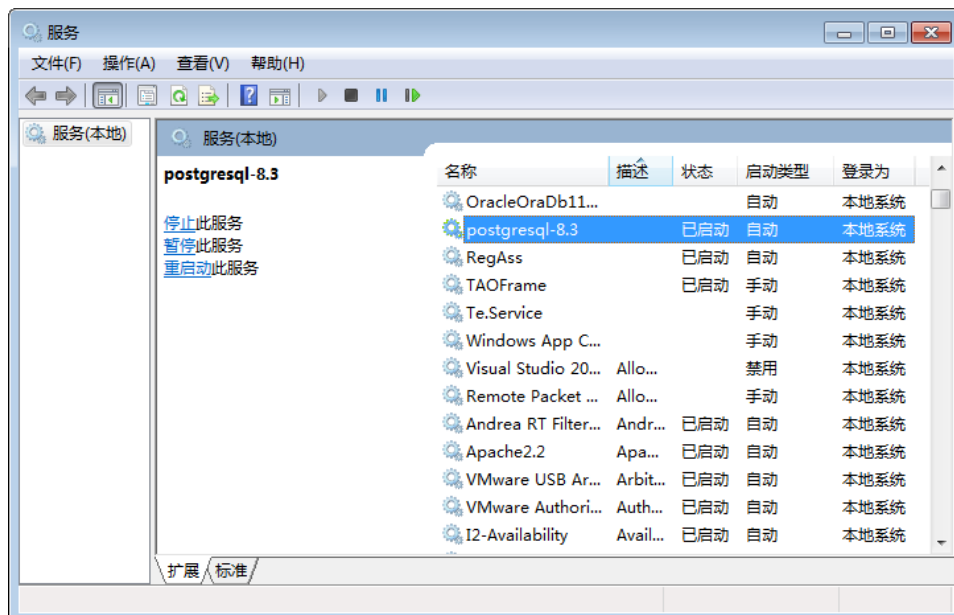 服务
文件(F) 操作(A) 查看(V) 帮助(H)
服务(本地)
服务(本地)
postgresql-8.3
停止此服务
暂停此服务
重启动此服务
名称 描述 状态 启动类型 登录为
OracleOraDb11... 自动 本地系统
postgresql-8.3 已启动 自动 本地系统
RegAss 已启动 自动 本地系统
TAOFrame 已启动 手动 本地系统
Te.Service 手动 本地系统
Windows App C... 手动 本地系统
Visual Studio 20... Allo... 禁用 本地系统
Remote Packet ... Allo... 手动 本地系统
Andrea RT Filter... Andr... 已启动 自动 本地系统
Apache2.2 Apa... 已启动 自动 本地系统
VMware USB Ar... Arbit... 已启动 自动 本地系统
VMware Authori... Auth... 已启动 自动 本地系统
I2-Availability Avail... 已启动 自动 本地系统
扩展 标准